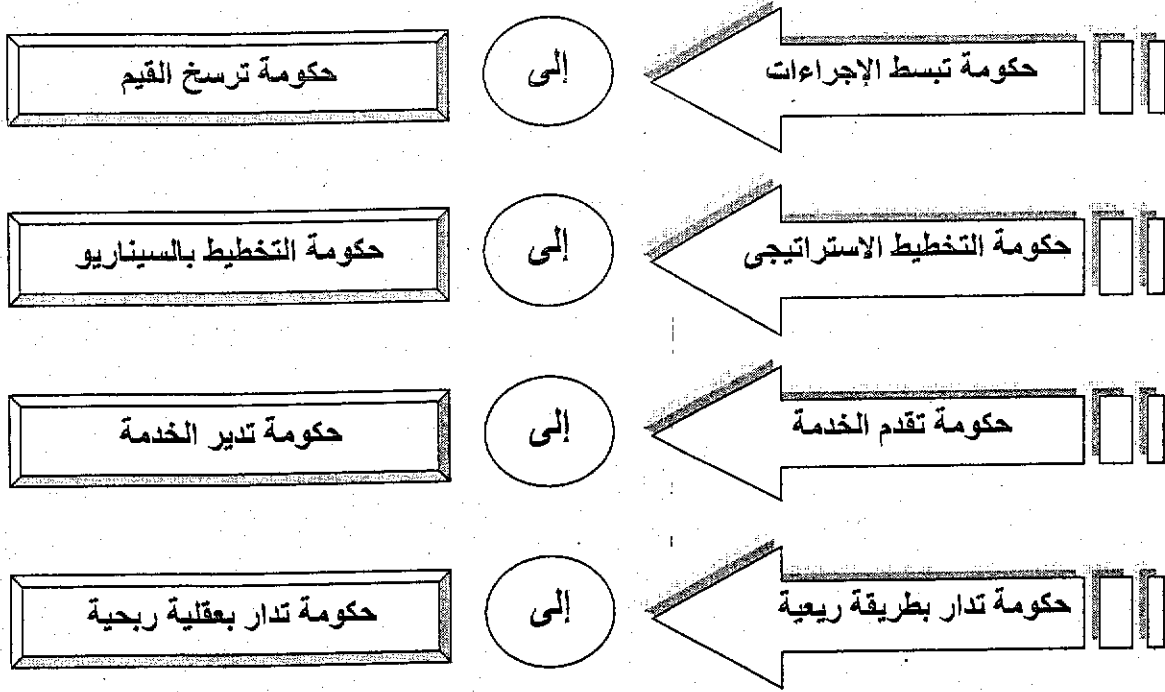 حكومة تبسط الإجراءات إلى حكومة ترسخ القيم
حكومة التخطيط الاستراتيجى إلى حكومة التخطيط بالسيناريو
حكومة تقدم الخدمة إلى حكومة تدير الخدمة
حكومة تدار بطريقة ريعية إلى حكومة تدار بعقلية ربحية